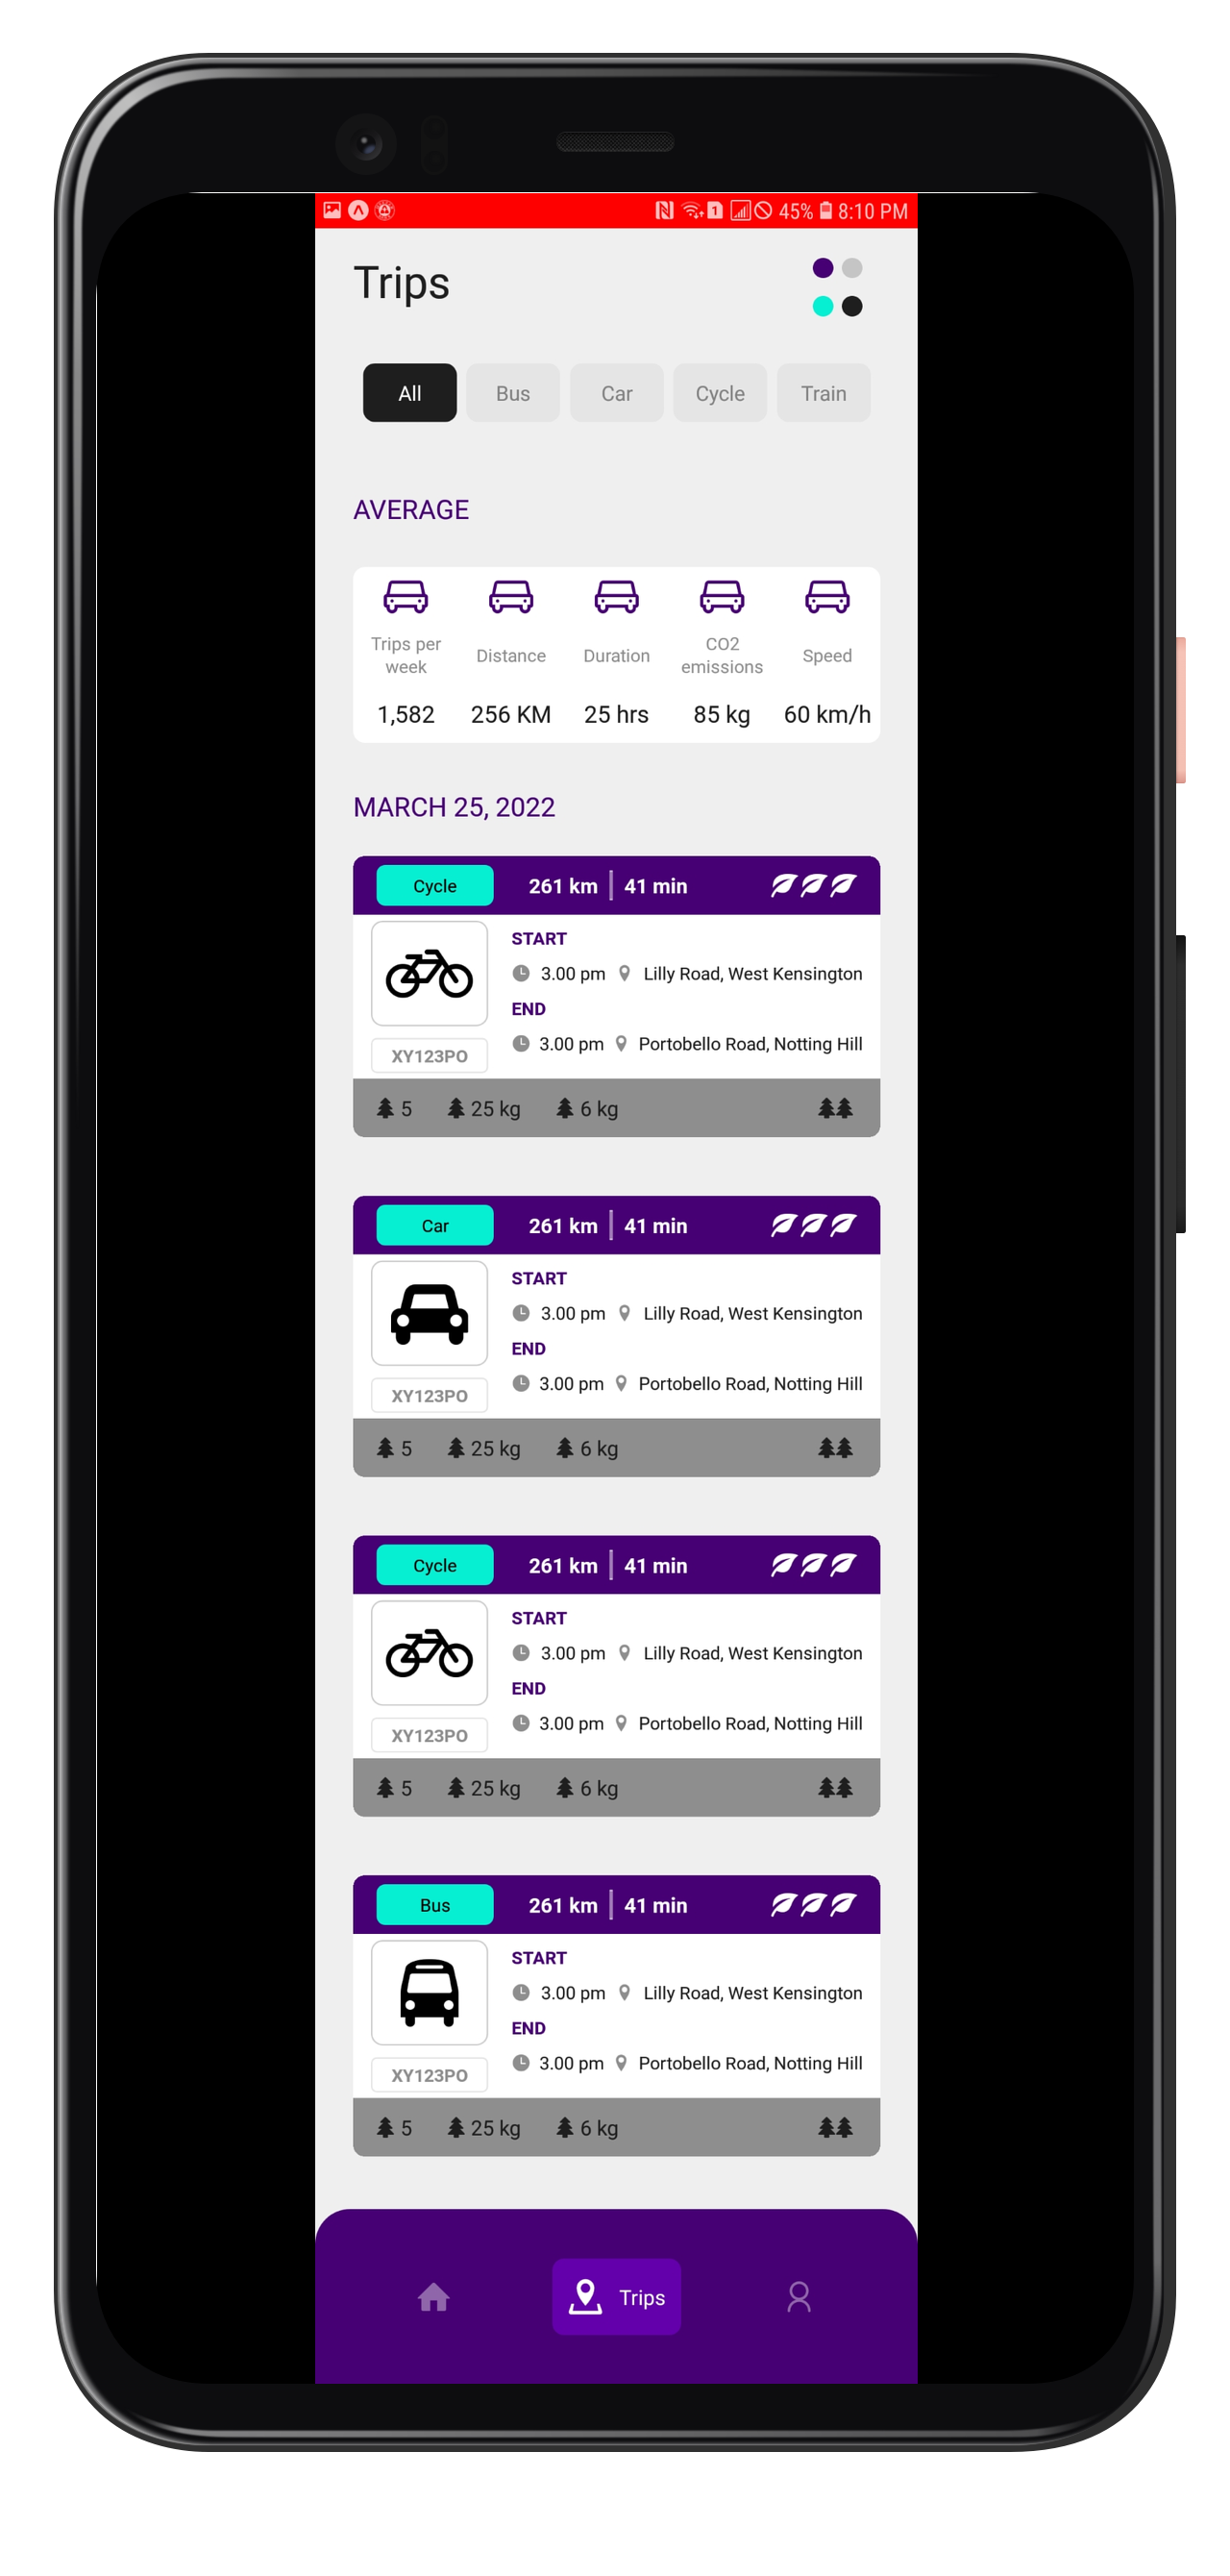 1 45% 8:10 PM
Trips
All Bus Car Cycle Train
AVERAGE
Trips per week Distance Duration CO2 emissions Speed
1,582 256 KM 25 hrs 85 kg 60 km/h
MARCH 25, 2022
Cycle 261 km 41 min
START
3.00 pm Lilly Road, West Kensington
END
3.00 pm Portobello Road, Notting Hill
XY123PO
5 25 kg 6 kg
Car 261 km 41 min
START
3.00 pm Lilly Road, West Kensington
END
3.00 pm Portobello Road, Notting Hill
XY123PO
5 25 kg 6 kg
Cycle 261 km 41 min
START
3.00 pm Lilly Road, West Kensington
END
3.00 pm Portobello Road, Notting Hill
XY123PO
5 25 kg 6 kg
Bus 261 km 41 min
START
3.00 pm Lilly Road, West Kensington
END
3.00 pm Portobello Road, Notting Hill
XY123PO
5 25 kg 6 kg
Trips